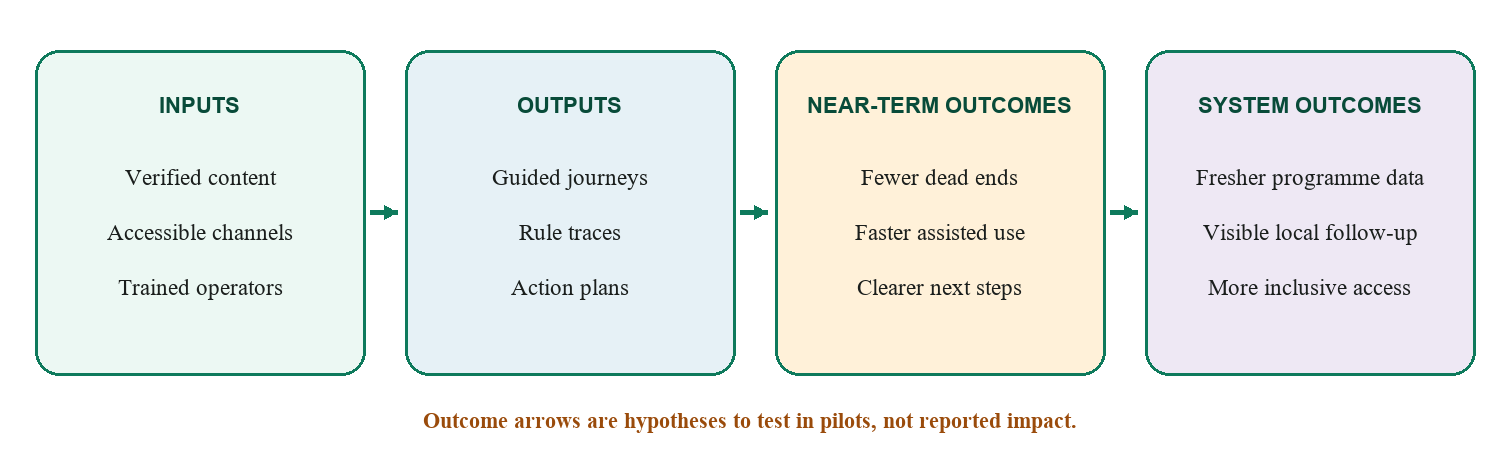 INPUTS
Verified content
Accessible channels
Trained operators
OUTPUTS
Guided journeys
Rule traces
Action plans
NEAR-TERM OUTCOMES
Fewer dead ends
Faster assisted use
Clearer next steps
SYSTEM OUTCOMES
Fresher programme data
Visible local follow-up
More inclusive access
Outcome arrows are hypotheses to test in pilots, not reported impact.